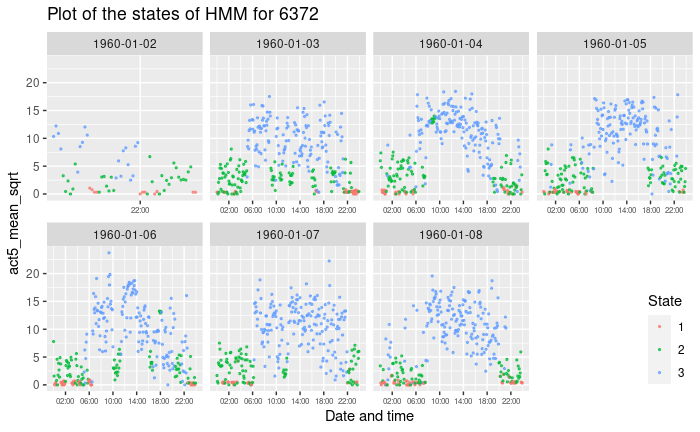 Plot of the states of HMM for 6372
1960-01-02 1960-01-03 1960-01-04 1960-01-05
act5_mean_sqrt
20
15
10
5
0
22:00 02:00 06:00 10:00 14:00 18:00 22:00 02:00 06:00 10:00 14:00 18:00 22:00 02:00 06:00 10:00 14:00 18:00 22:00
1960-01-06 1960-01-07 1960-01-08
20
15
10
5
0
02:00 06:00 10:00 14:00 18:00 22:00 02:00 06:00 10:00 14:00 18:00 22:00 02:00 06:00 10:00 14:00 18:00 22:00
Date and time
State
1
2
3